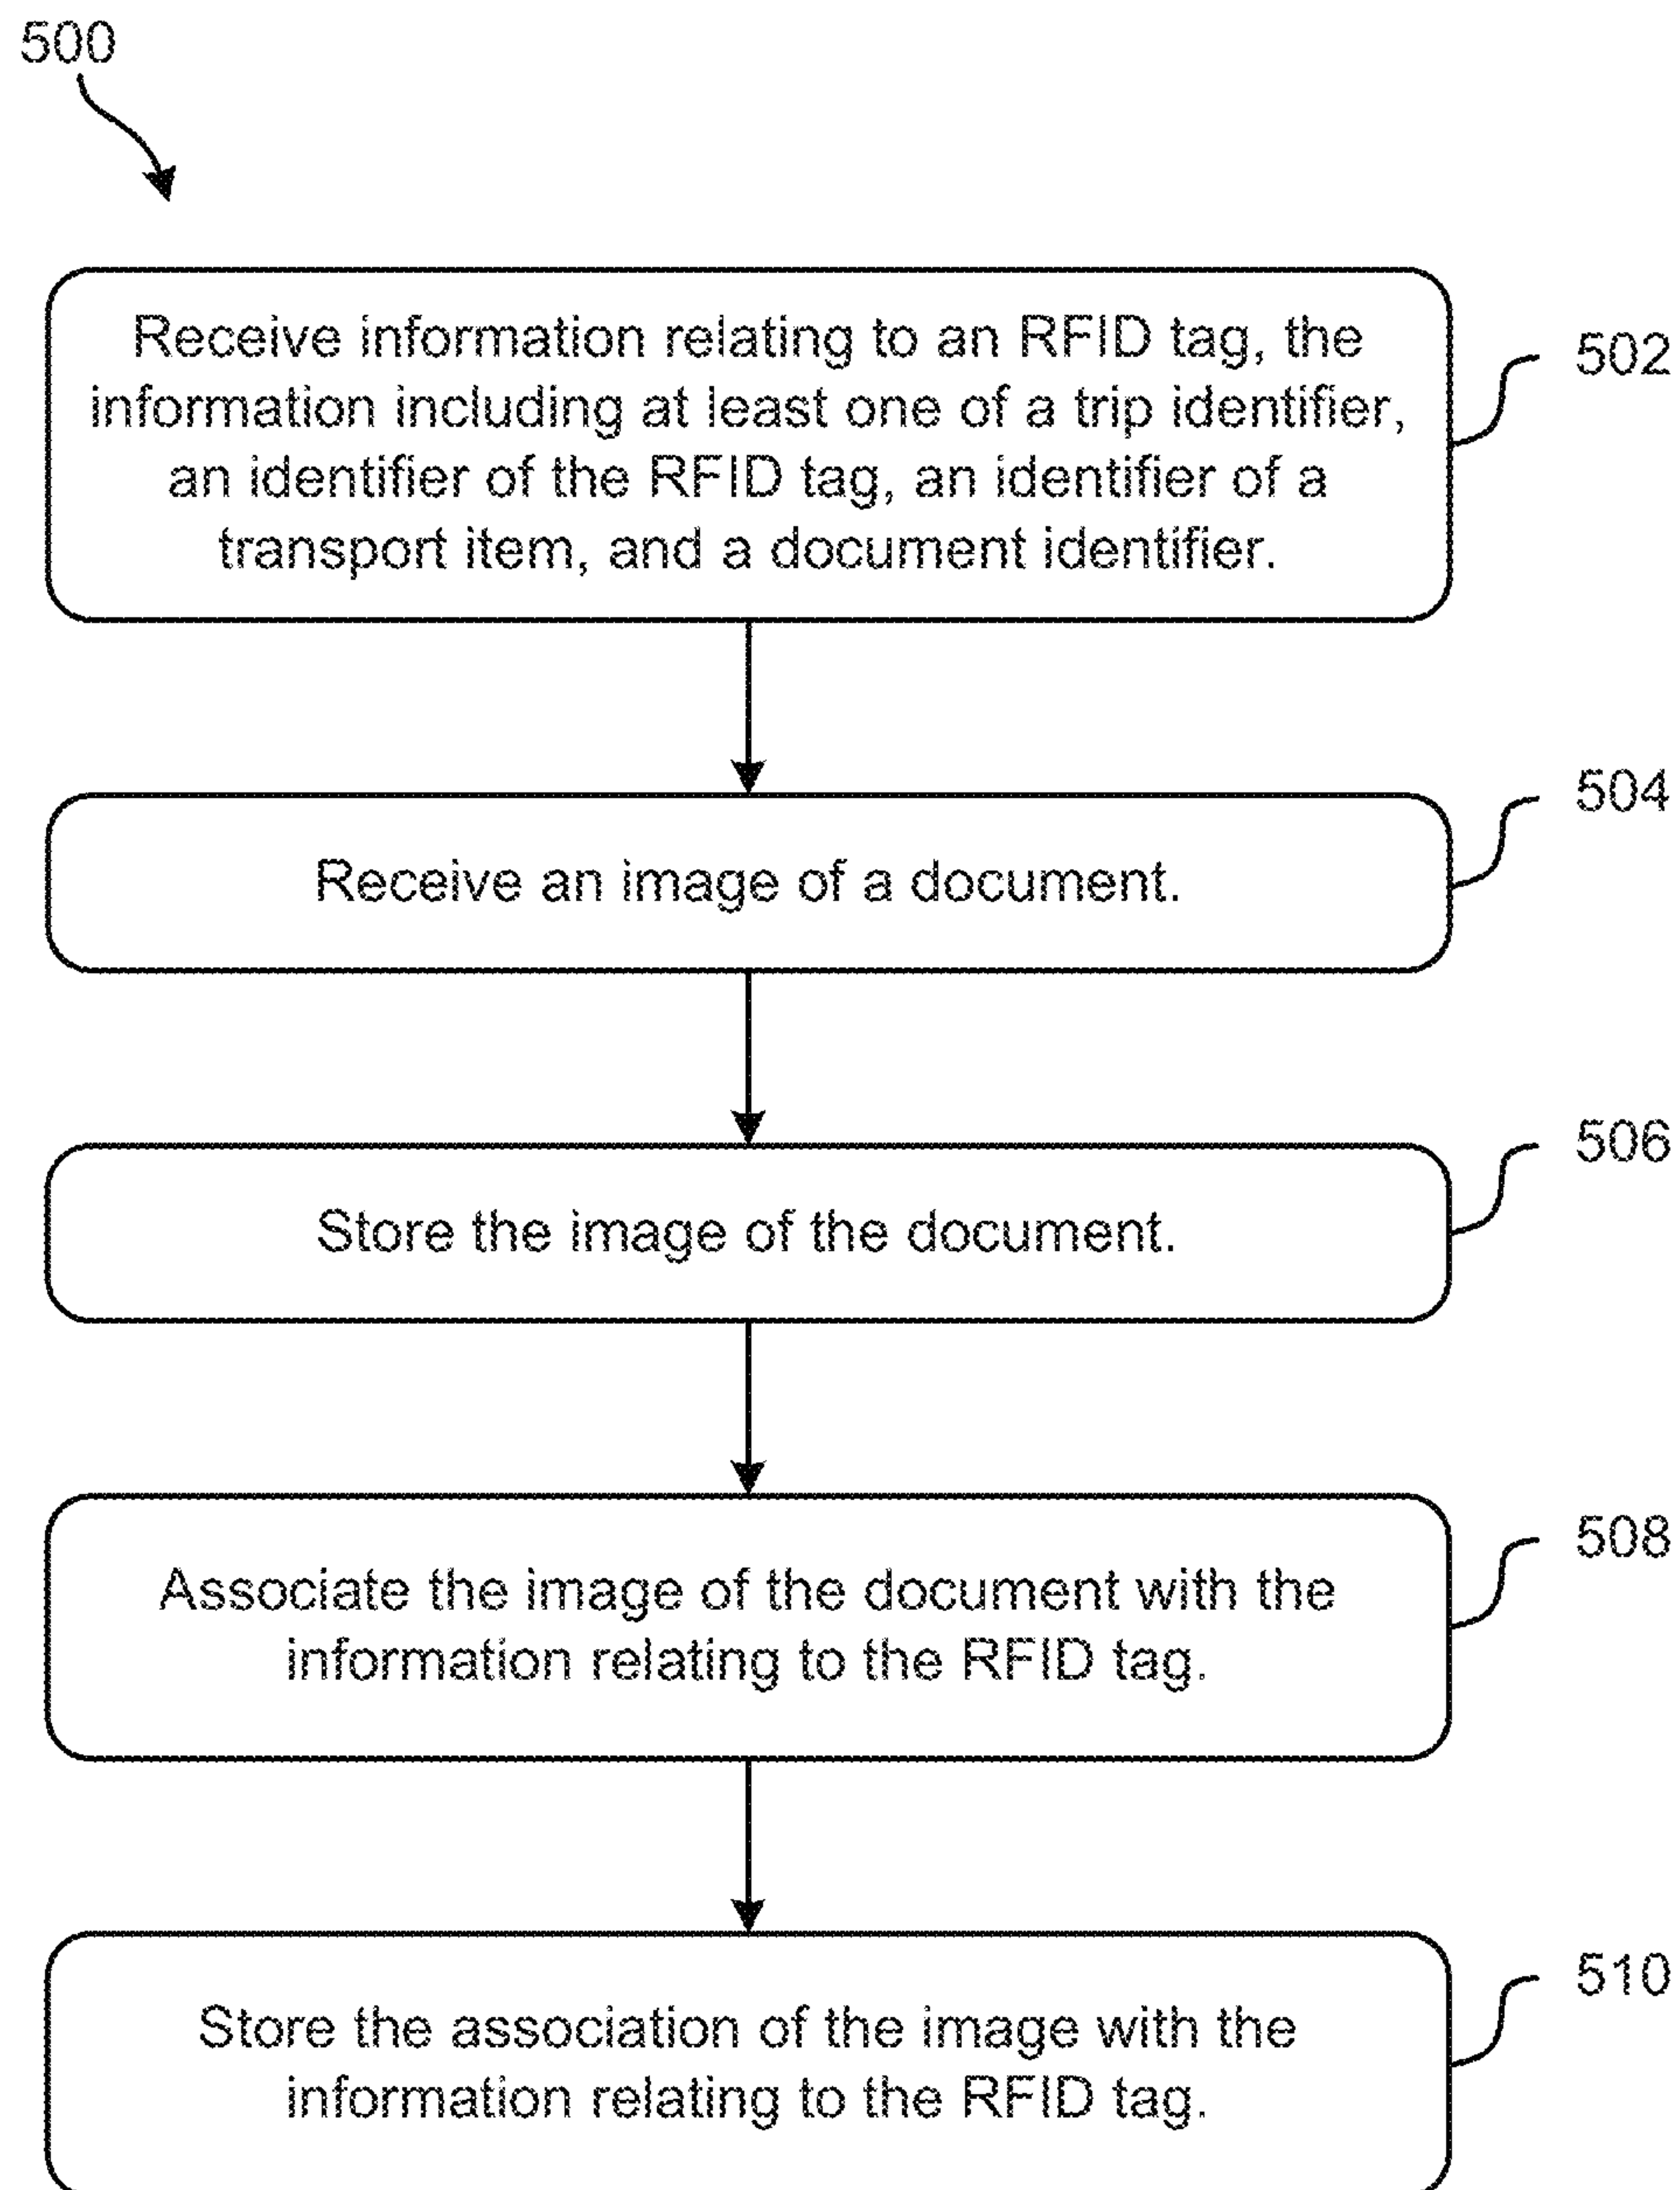 500
Receive information relating to an RFID tag, the
information including at least one of a trip identifier,
an identifier of the RFID tag, an identifier of a
transport item, and a document identifier.
502
Receive an image of a document.
504
Store the image of the document.
506
Associate the image of the document with the
information relating to the RFID tag.
508
Store the association of the image with the
information relating to the RFID tag.
510